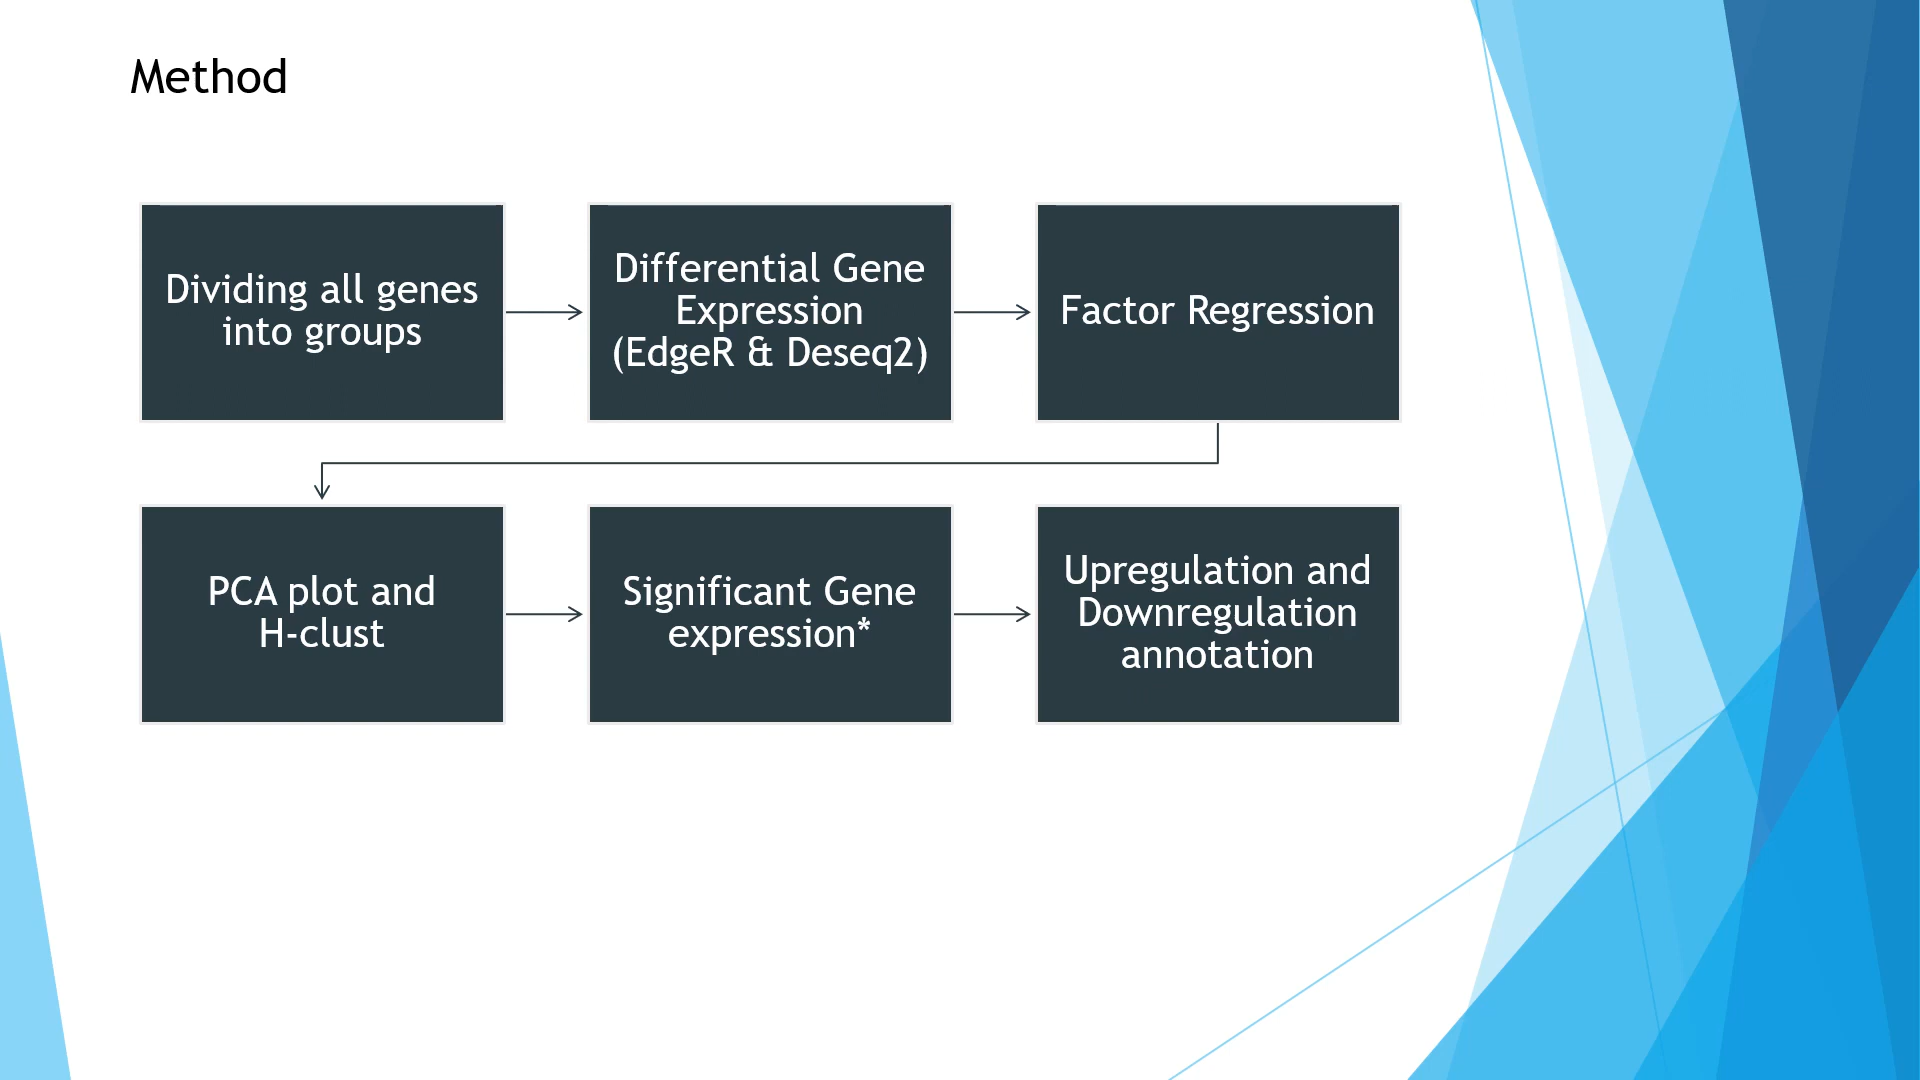 Method
Dividing all genes
into groups
Differential Gene
Expression
(EdgeR & Deseq2)
Factor Regression
PCA plot and
H-clust
Significant Gene
expression*
Upregulation and
Downregulation
annotation